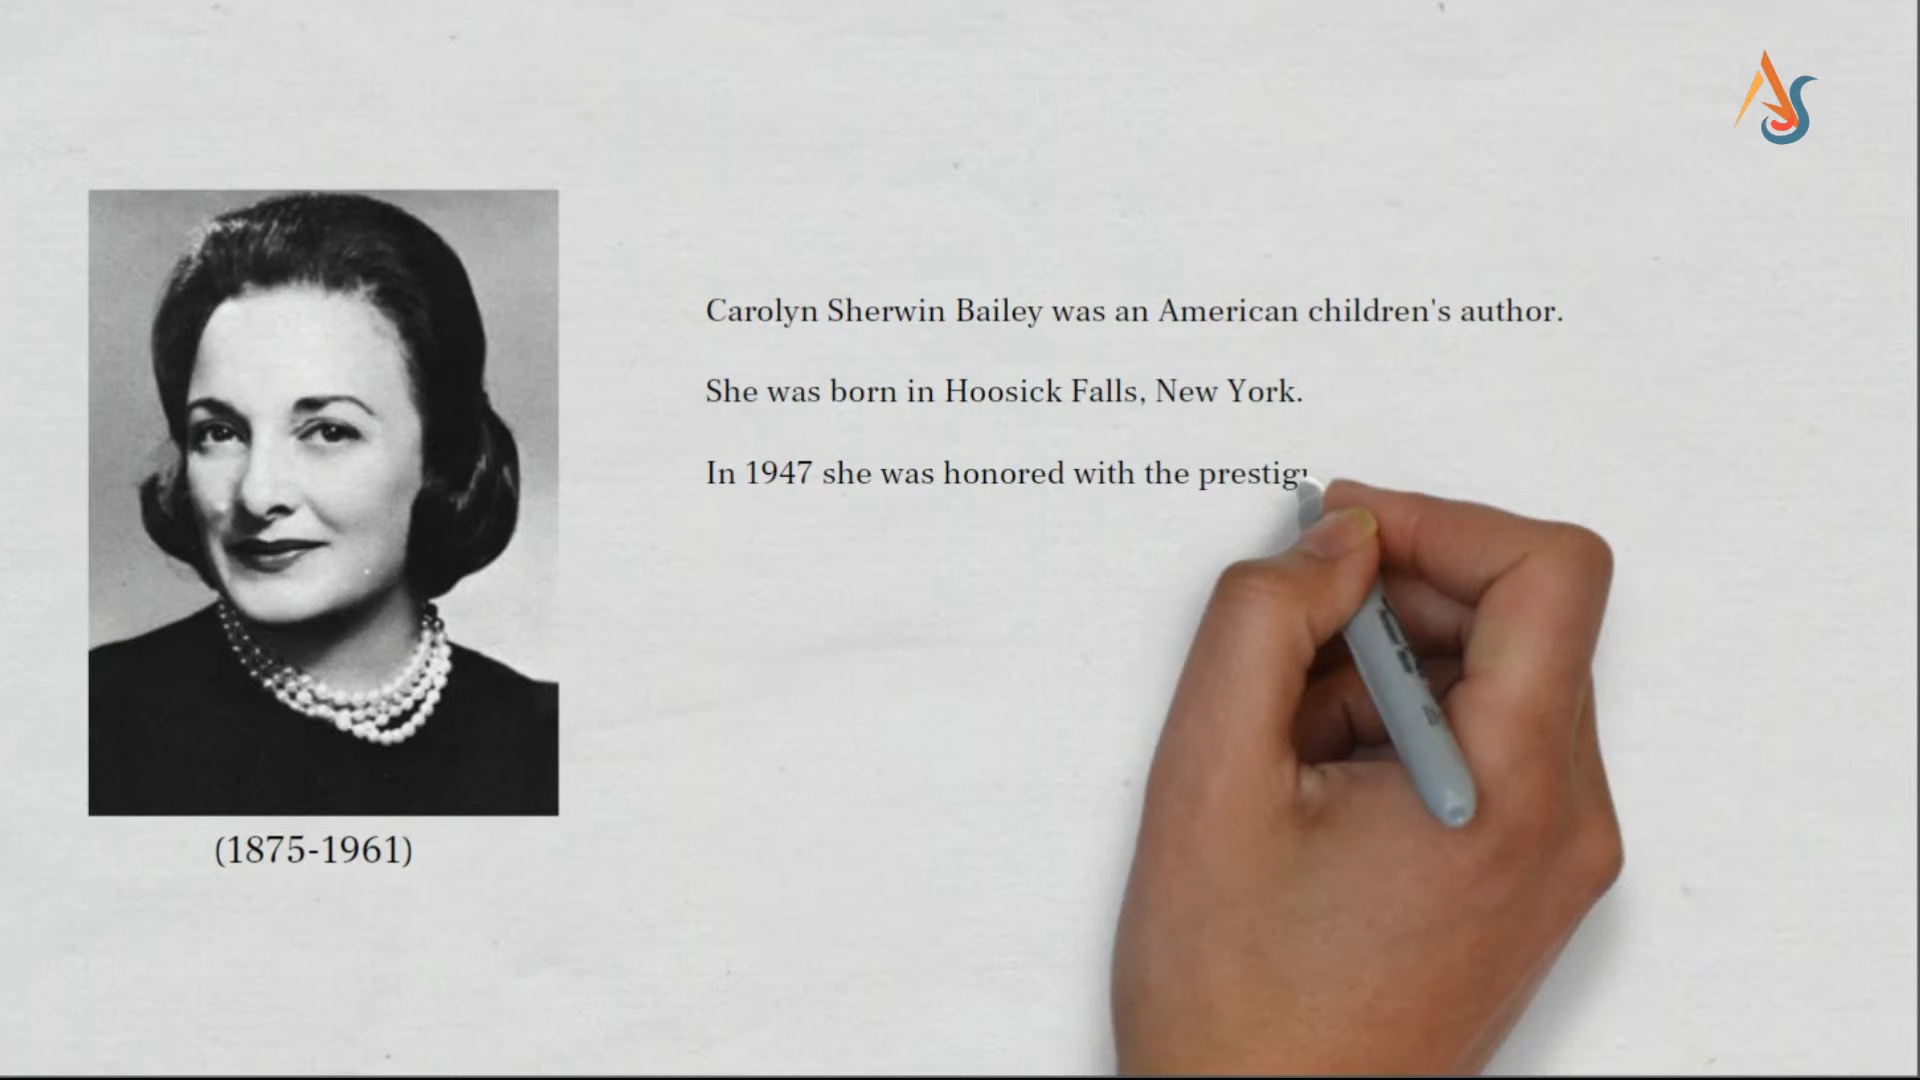 Carolyn Sherwin Bailey was an American children's author.
She was born in Hoosick Falls, New York.
In 1947 she was honored with the prestig
(1875-1961)